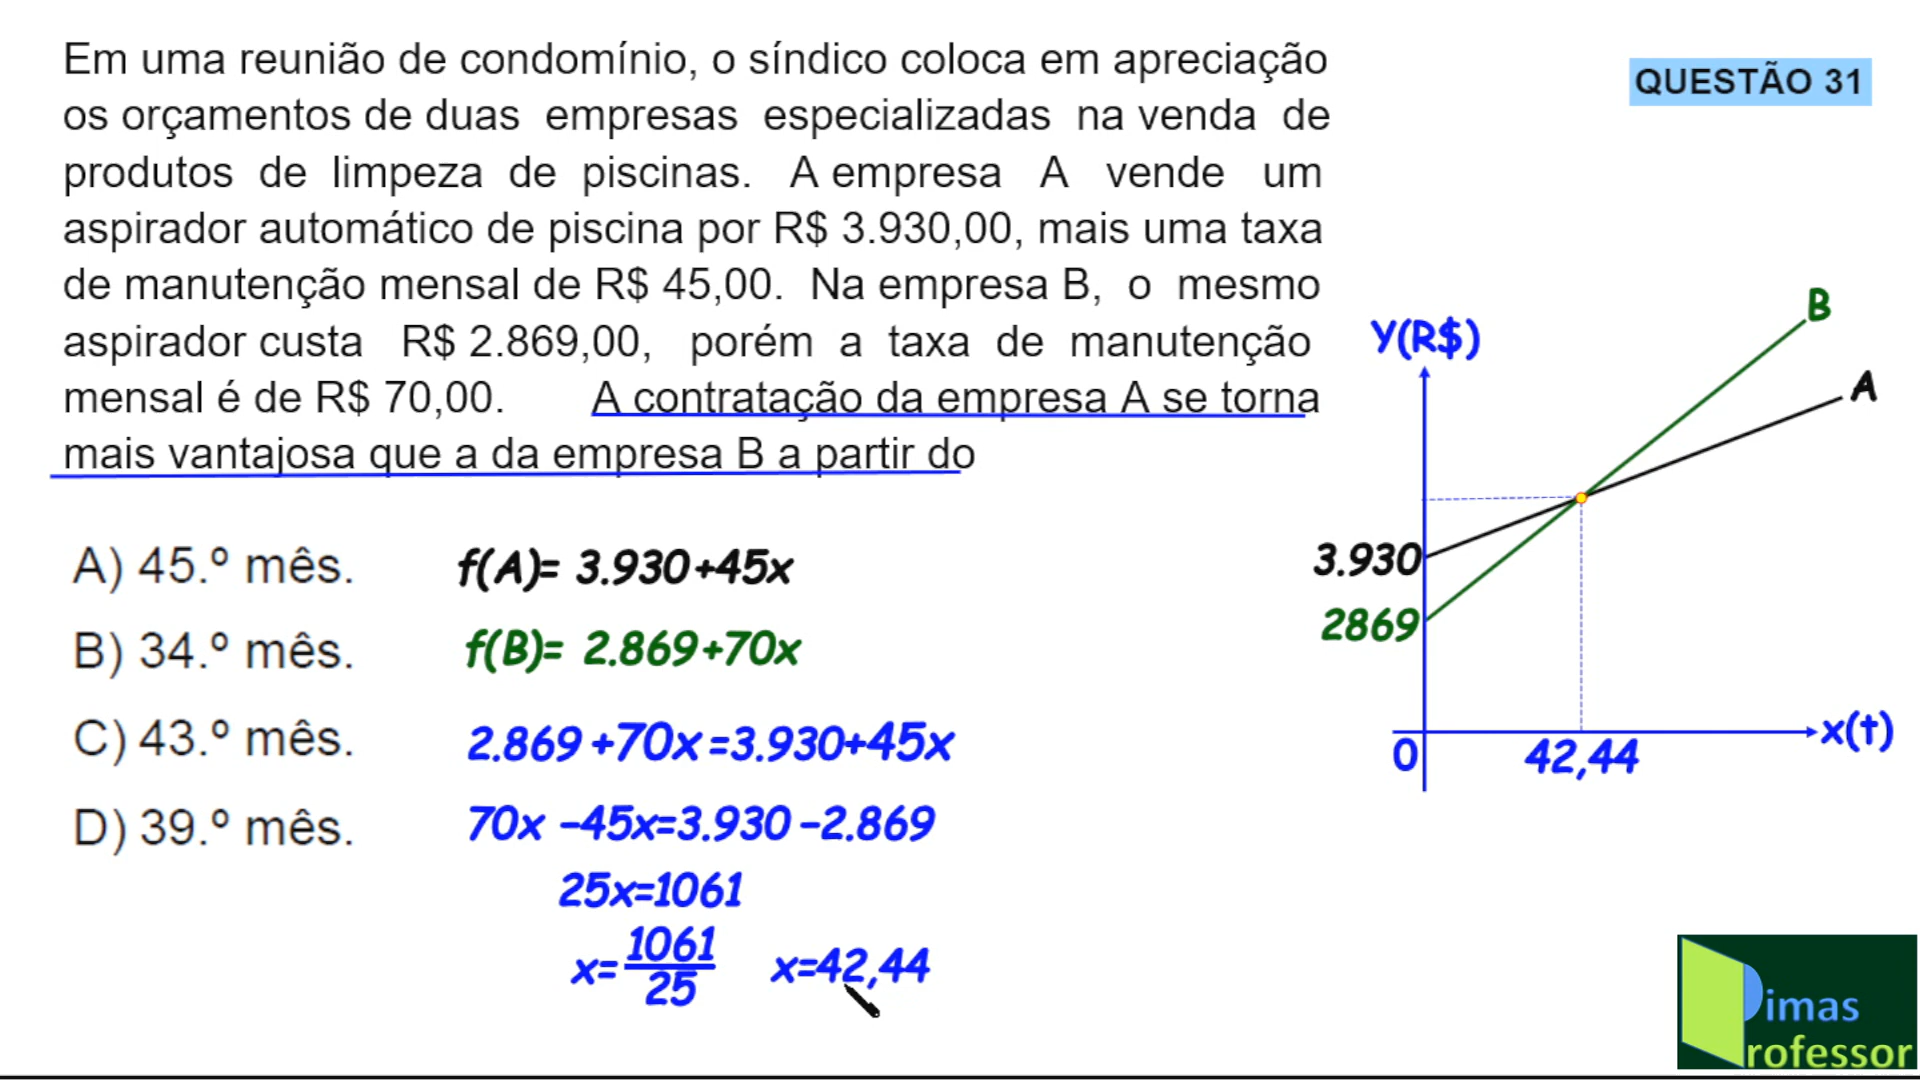 Em uma reunião de condomínio, o síndico coloca em apreciação
os orçamentos de duas empresas especializadas na venda de
produtos de limpeza de piscinas. A empresa A vende um
aspirador automático de piscina por R$ 3.930,00, mais uma taxa
de manutenção mensal de R$ 45,00. Na empresa B, o mesmo
aspirador custa R$ 2.869,00, porém a taxa de manutenção
mensal é de R$ 70,00. A contratação da empresa A se torna
mais vantajosa que a da empresa B a partir do
QUESTÃO 31
A) 45.º mês.
B) 34.º mês.
C) 43.º mês.
D) 39.º mês.
f(A)= 3.930+45x
f(B)= 2.869+70x
2.869+70x=3.930+45x
70x-45x=3.930-2.869
25x=1061
x=1061/25 x=42,44
Y(R$)
B
A
3.930
2869
0
42,44
x(t)
Dimas
Professor